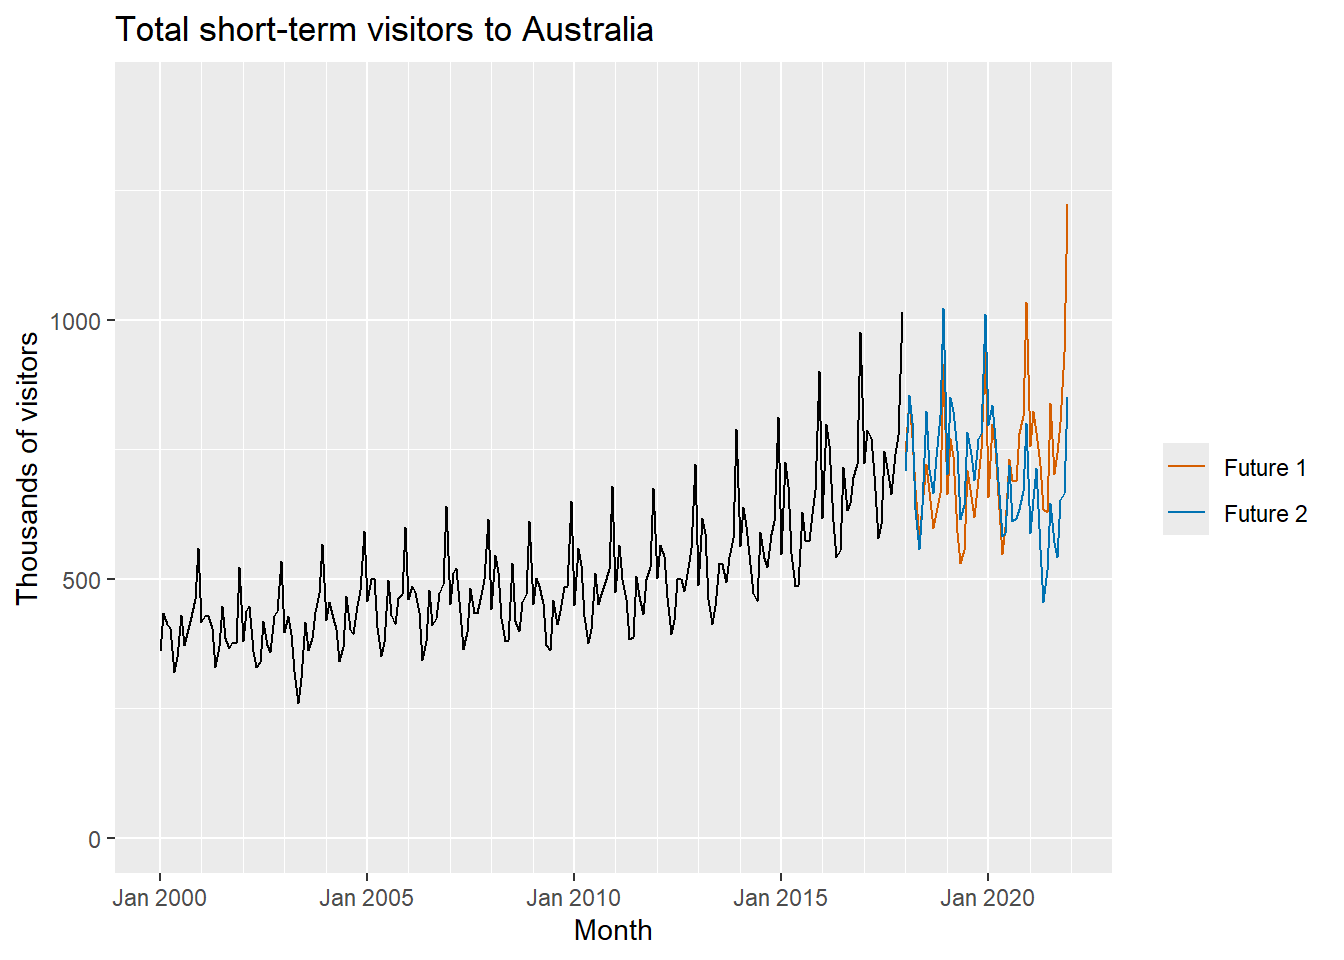 Total short-term visitors to Australia
Thousands of visitors
1000
500
0
Jan 2000
Jan 2005
Jan 2010
Jan 2015
Jan 2020
Month
Future 1
Future 2